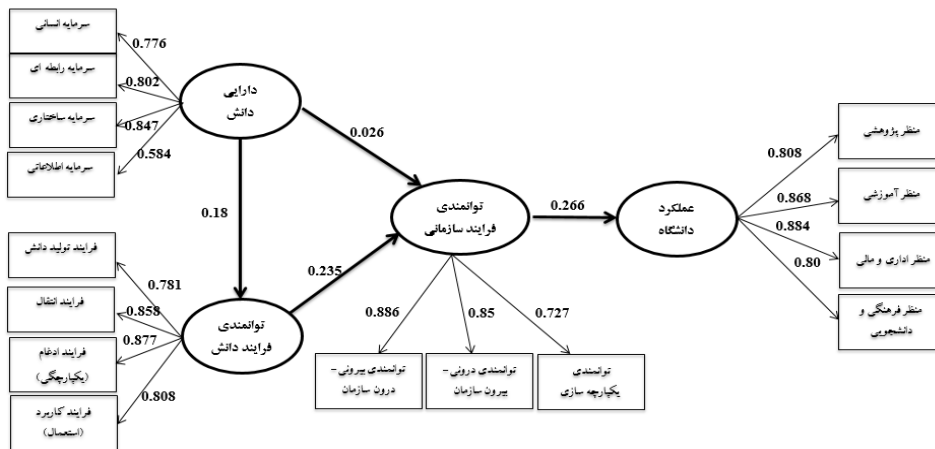 سرمایه انسانی
0.776
سرمایه رابطه ای
0.802
سرمایه ساختاری
0.847
سرمایه اطلاعاتی
0.584
دارایی
دانش
0.026
0.18
توانمندی
فرایند سازمانی
0.266
عملکرد
دانشگاه
0.808
منظر پژوهشی
0.868
منظر آموزشی
0.884
منظر اداری و مالی
0.80
منظر فرهنگی و
دانشجویی
فرایند تولید دانش
0.781
فرایند انتقال
0.858
فرایند ادغام
(یکپارچگی)
0.877
فرایند کاربرد
(استعمال)
0.808
توانمندی
فرایند دانش
0.235
0.886
0.85
0.727
توانمندی بیرونی-
درون سازمان
توانمندی درونی-
بیرون سازمان
توانمندی
یکپارچه سازی